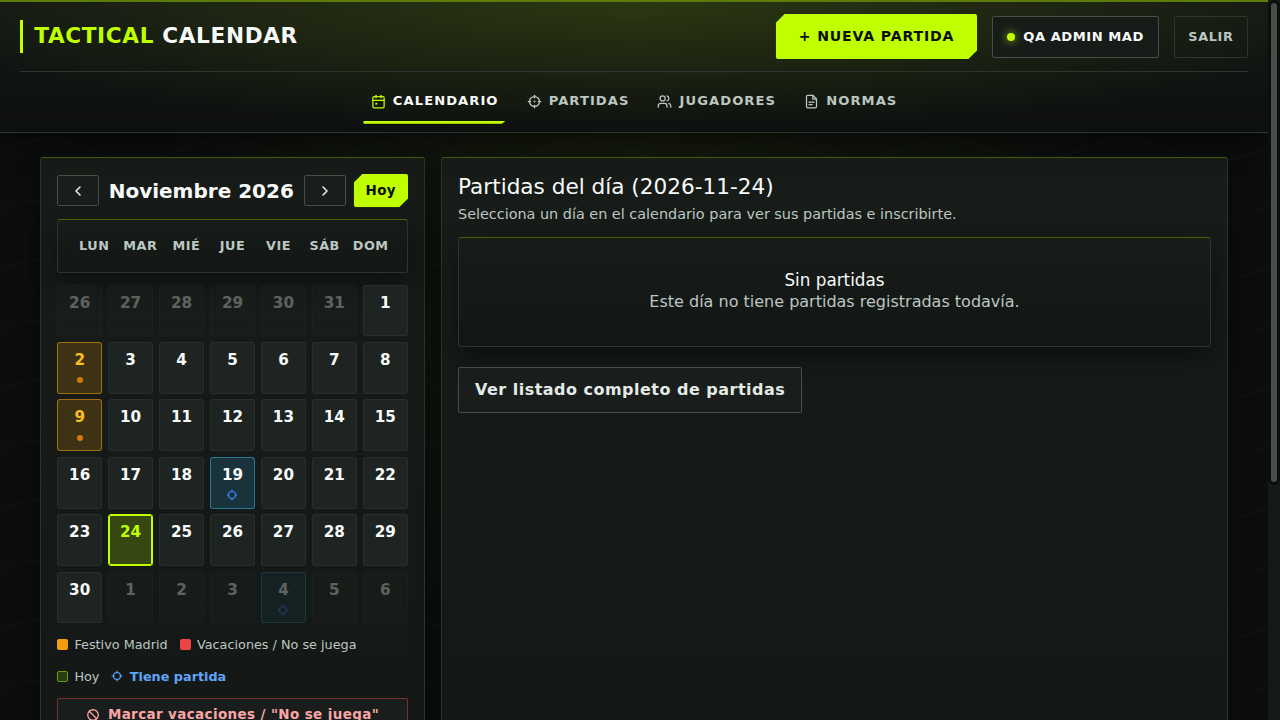 TACTICAL CALENDAR
+ NUEVA PARTIDA
QA ADMIN MAD
SALIR
CALENDARIO
PARTIDAS
JUGADORES
NORMAS
Noviembre 2026
Hoy
LUN MAR MIÉ JUE VIE SÁB DOM
26 27 28 29 30 31 1
2 3 4 5 6 7 8
9 10 11 12 13 14 15
16 17 18 19 20 21 22
23 24 25 26 27 28 29
30 1 2 3 4 5 6
Festivo Madrid
Vacaciones / No se juega
Hoy
Tiene partida
Marcar vacaciones / "No se juega"
Partidas del día (2026-11-24)
Selecciona un día en el calendario para ver sus partidas e inscribirte.
Sin partidas
Este día no tiene partidas registradas todavía.
Ver listado completo de partidas